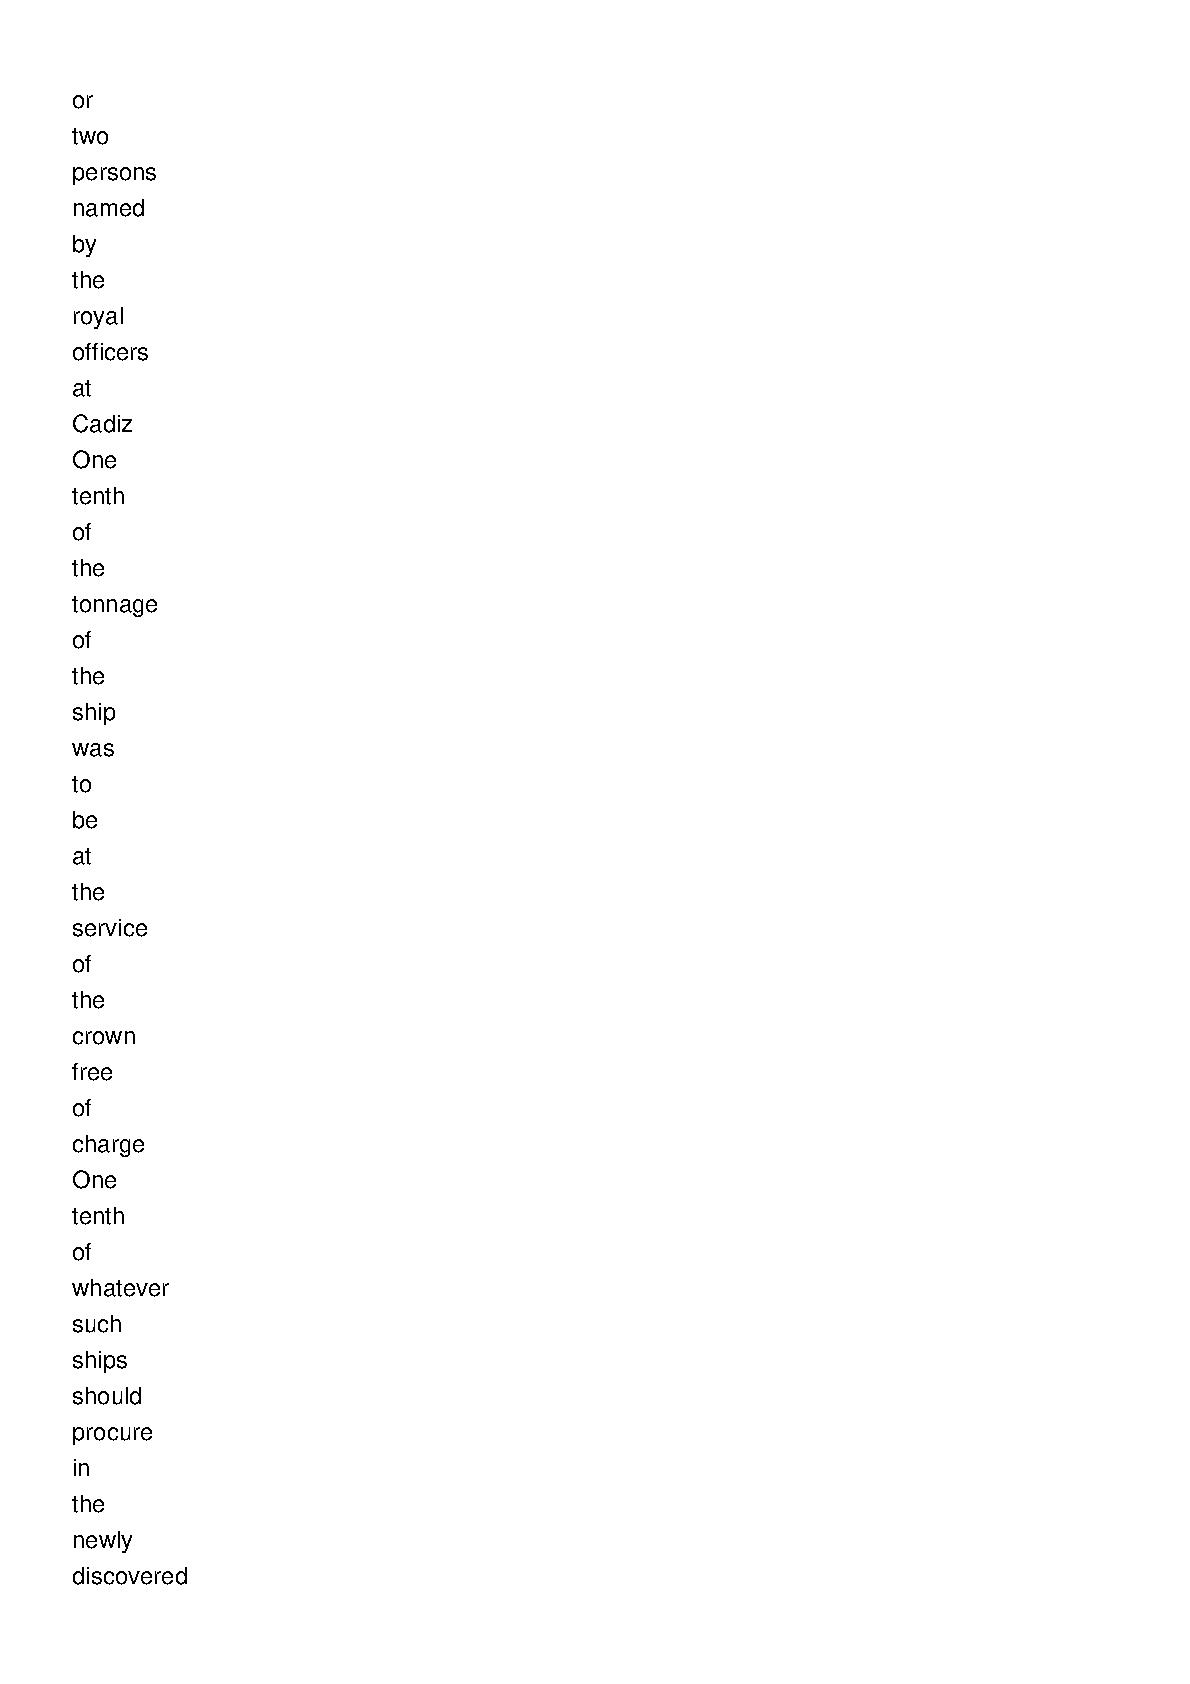 or
two
persons
named
by
the
royal
officers
at
Cadiz
One
tenth
of
the
tonnage
of
the
ship
was
to
be
at
the
service
of
the
crown
free
of
charge
One
tenth
of
whatever
such
ships
should
procure
in
the
newly
discovered